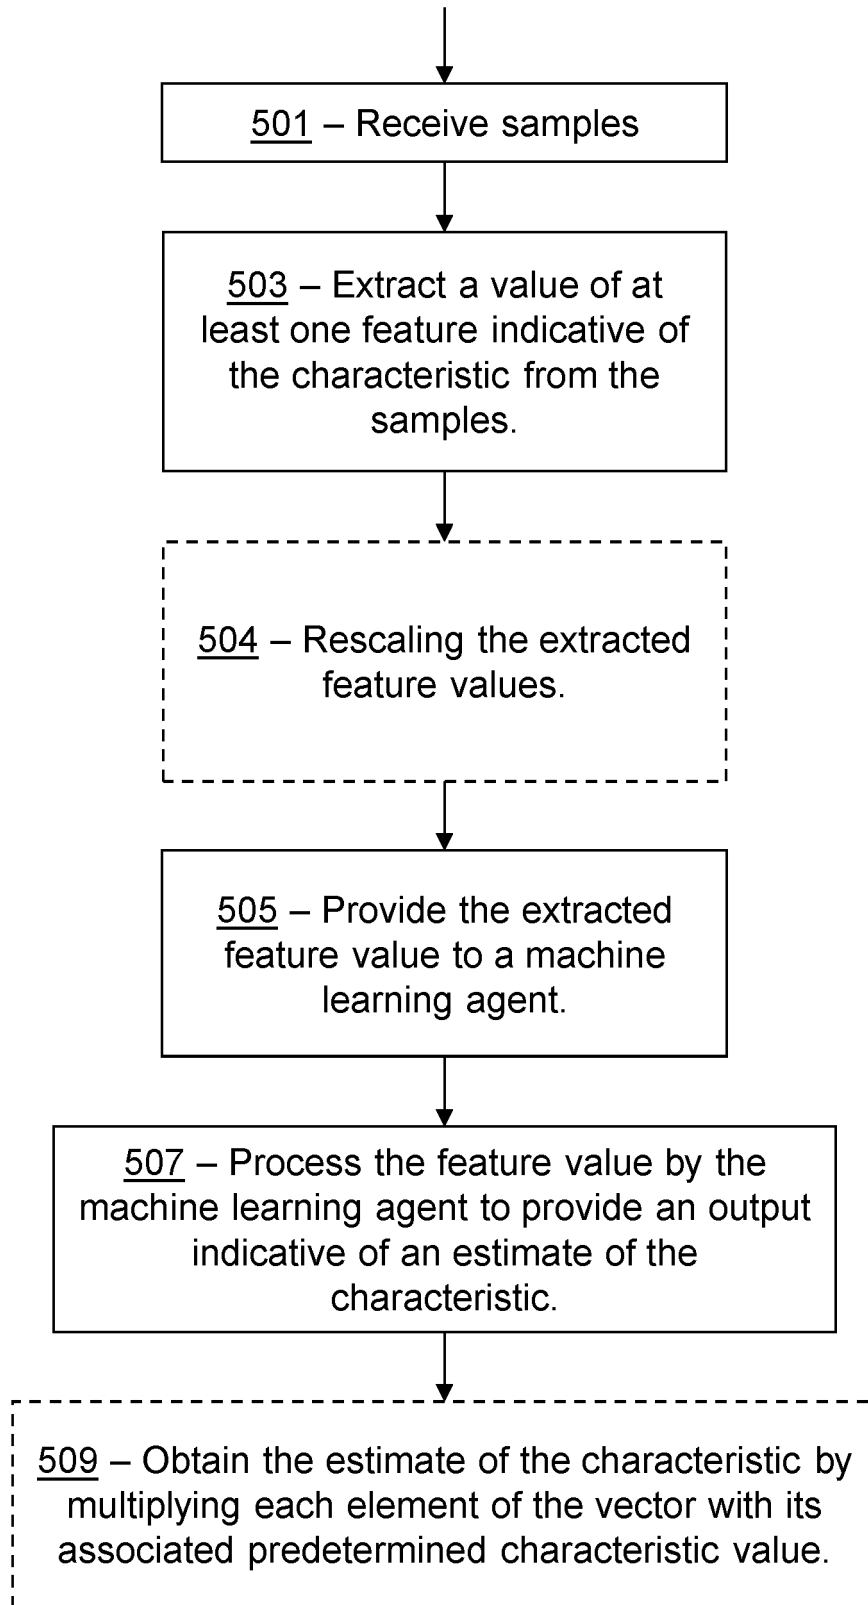 501 – Receive samples
503 – Extract a value of at
least one feature indicative of
the characteristic from the
samples.
504 – Rescaling the extracted
feature values.
505 – Provide the extracted
feature value to a machine
learning agent.
507 – Process the feature value by the
machine learning agent to provide an output
indicative of an estimate of the
characteristic.
509 – Obtain the estimate of the characteristic by
multiplying each element of the vector with its
associated predetermined characteristic value.